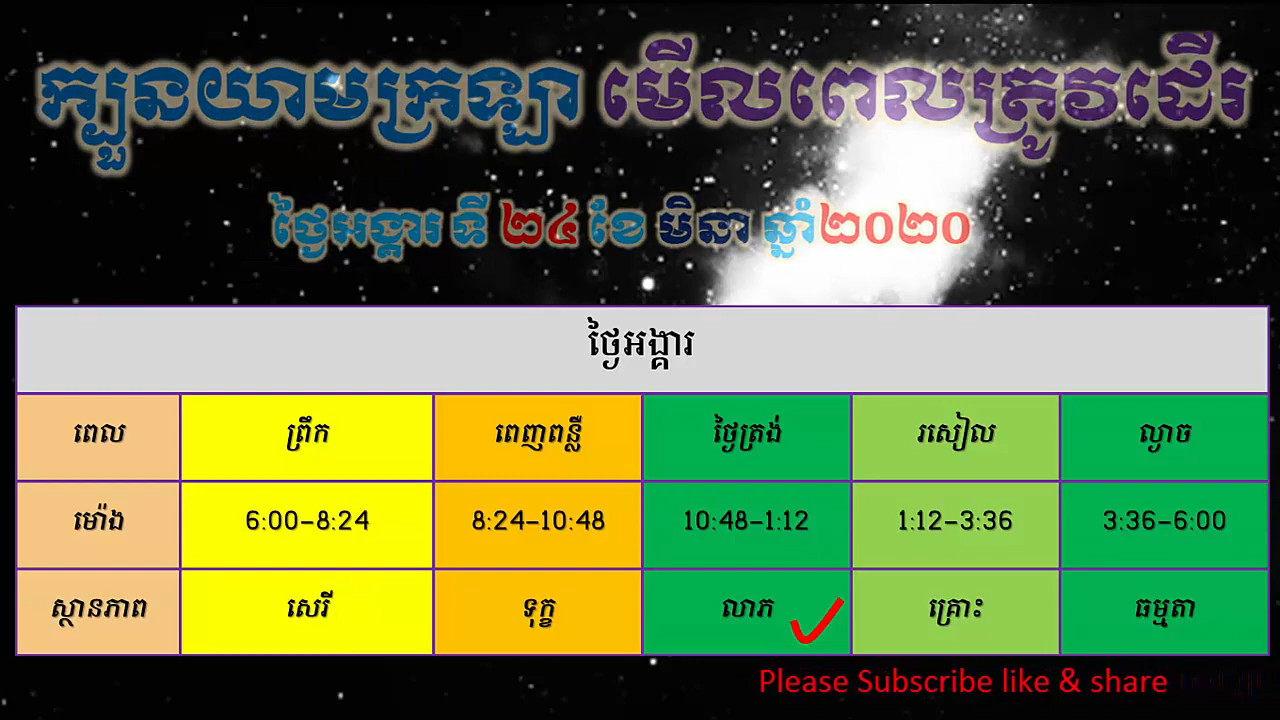 ក្បួនយាមក្រឡា មើលពេលត្រូវដើរ
ថ្ងៃអង្គារ ទី ២៤ ខែ មិនា ឆ្នាំ២០២០
ថ្ងៃអង្គារ
ពេល ព្រឹក ពេញពន្លឺ ថ្ងៃត្រង់ រសៀល ល្ងាច
ម៉ោង 6:00-8:24 8:24-10:48 10:48-1:12 1:12-3:36 3:36-6:00
ស្ថានភាព សេរី ទុក្ខ លាភ គ្រោះ ធម្មតា
Please Subscribe like & share